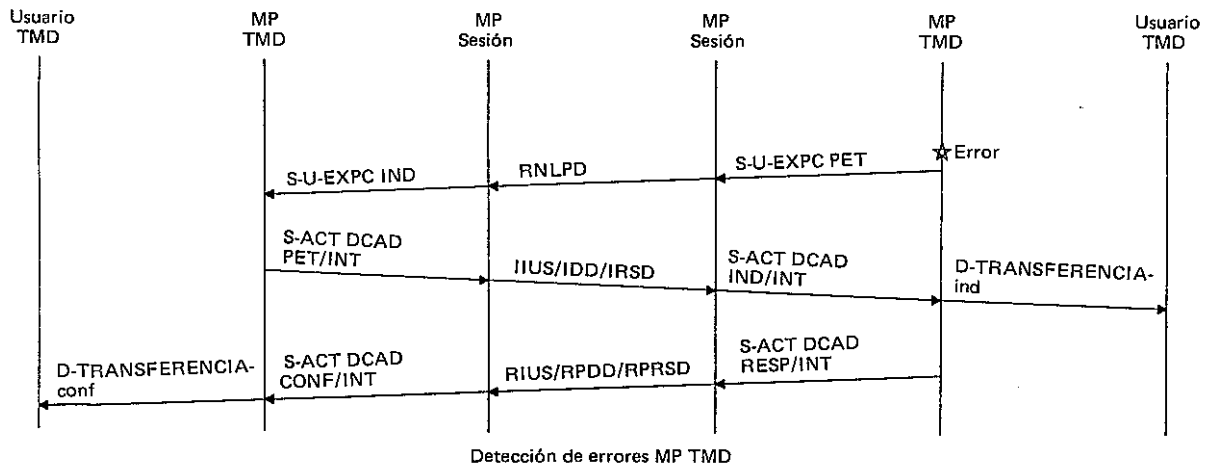 Usuario
TMD
MP
TMD
MP
Sesión
MP
Sesión
MP
TMD
Usuario
TMD
Error
S-U-EXPC IND
RNLPD
S-U-EXPC PET
S-ACT DCAD
PET/INT
IIUS/IDD/IRSD
S-ACT DCAD
IND/INT
D-TRANSFERENCIA-
ind
D-TRANSFERENCIA-
conf
S-ACT DCAD
CONF/INT
RIUS/RPDD/RPRSD
S-ACT DCAD
RESP/INT
Detección de errores MP TMD